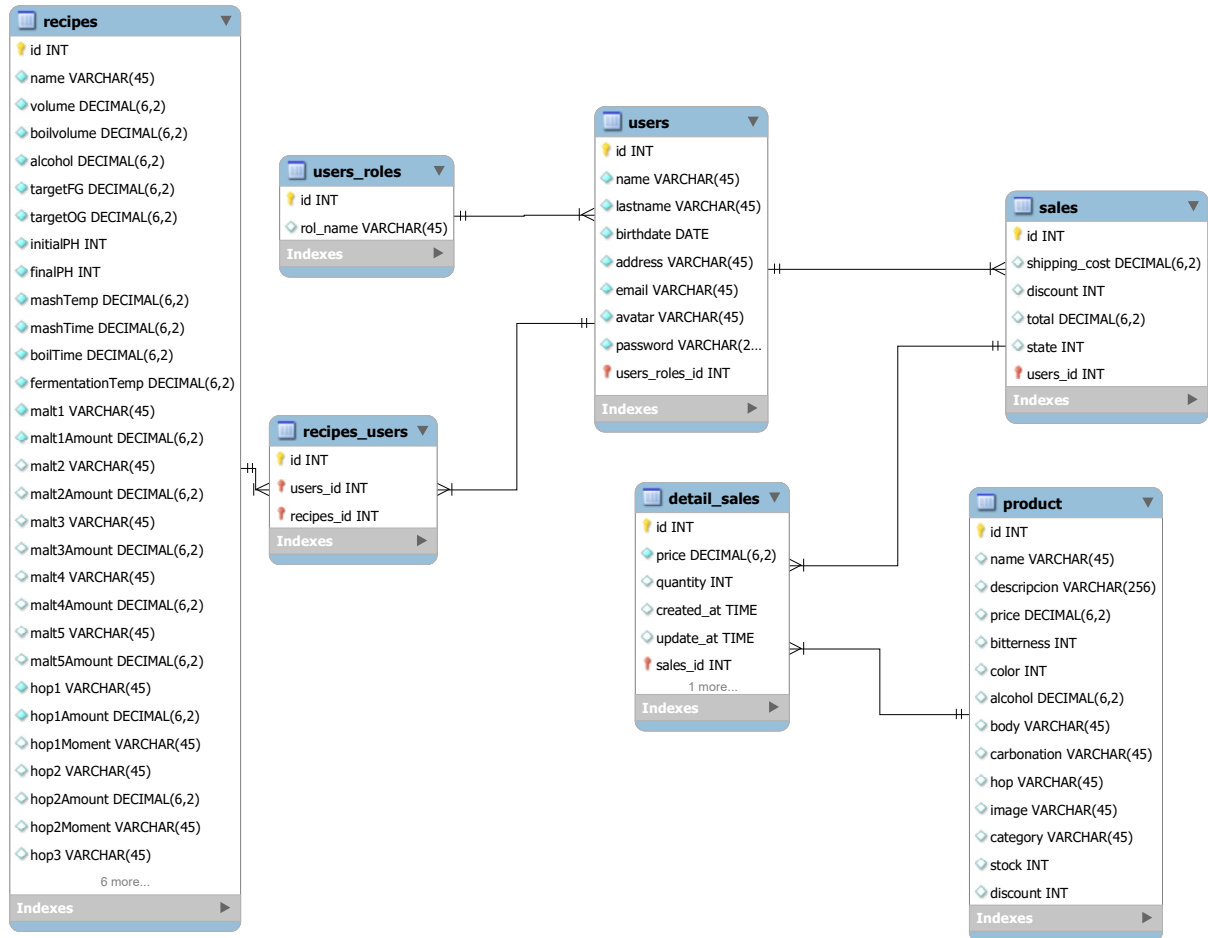 recipes
id INT
name VARCHAR(45)
volume DECIMAL(6,2)
boilvolume DECIMAL(6,2)
alcohol DECIMAL(6,2)
targetFG DECIMAL(6,2)
targetOG DECIMAL(6,2)
initialPH INT
finalPH INT
mashTemp DECIMAL(6,2)
mashTime DECIMAL(6,2)
boilTime DECIMAL(6,2)
fermentationTemp DECIMAL(6,2)
malt1 VARCHAR(45)
malt1Amount DECIMAL(6,2)
malt2 VARCHAR(45)
malt2Amount DECIMAL(6,2)
malt3 VARCHAR(45)
malt3Amount DECIMAL(6,2)
malt4 VARCHAR(45)
malt4Amount DECIMAL(6,2)
malt5 VARCHAR(45)
malt5Amount DECIMAL(6,2)
hop1 VARCHAR(45)
hop1Amount DECIMAL(6,2)
hop1Moment VARCHAR(45)
hop2 VARCHAR(45)
hop2Amount DECIMAL(6,2)
hop2Moment VARCHAR(45)
hop3 VARCHAR(45)
6 more...
Indexes
users_roles
id INT
rol_name VARCHAR(45)
Indexes
recipes_users
id INT
users_id INT
recipes_id INT
Indexes
users
id INT
name VARCHAR(45)
lastname VARCHAR(45)
birthdate DATE
address VARCHAR(45)
email VARCHAR(45)
avatar VARCHAR(45)
password VARCHAR(2...
users_roles_id INT
Indexes
detail_sales
id INT
price DECIMAL(6,2)
quantity INT
created_at TIME
update_at TIME
sales_id INT
1 more...
Indexes
sales
id INT
shipping_cost DECIMAL(6,2)
discount INT
total DECIMAL(6,2)
state INT
users_id INT
Indexes
product
id INT
name VARCHAR(45)
descripcion VARCHAR(256)
price DECIMAL(6,2)
bitterness INT
color INT
alcohol DECIMAL(6,2)
body VARCHAR(45)
carbonation VARCHAR(45)
hop VARCHAR(45)
image VARCHAR(45)
category VARCHAR(45)
stock INT
discount INT
Indexes